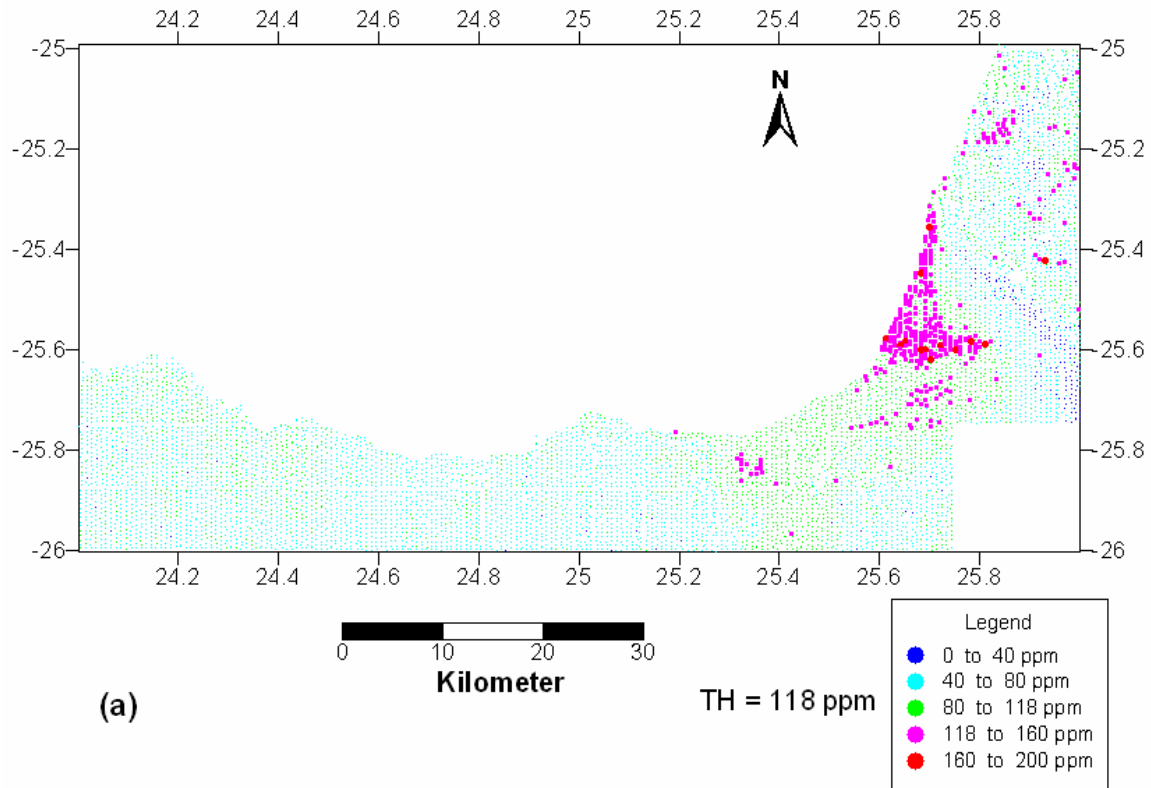 24.2 24.4 24.6 24.8 25 25.2 25.4 25.6 25.8
-25 -25
N
-25.2 -25.2
-25.4 -25.4
-25.6 -25.6
-25.8 -25.8
-26 -26
24.2 24.4 24.6 24.8 25 25.2 25.4 25.6 25.8
0 10 20 30
Kilometer
(a)
TH = 118 ppm
Legend
0 to 40 ppm
40 to 80 ppm
80 to 118 ppm
118 to 160 ppm
160 to 200 ppm